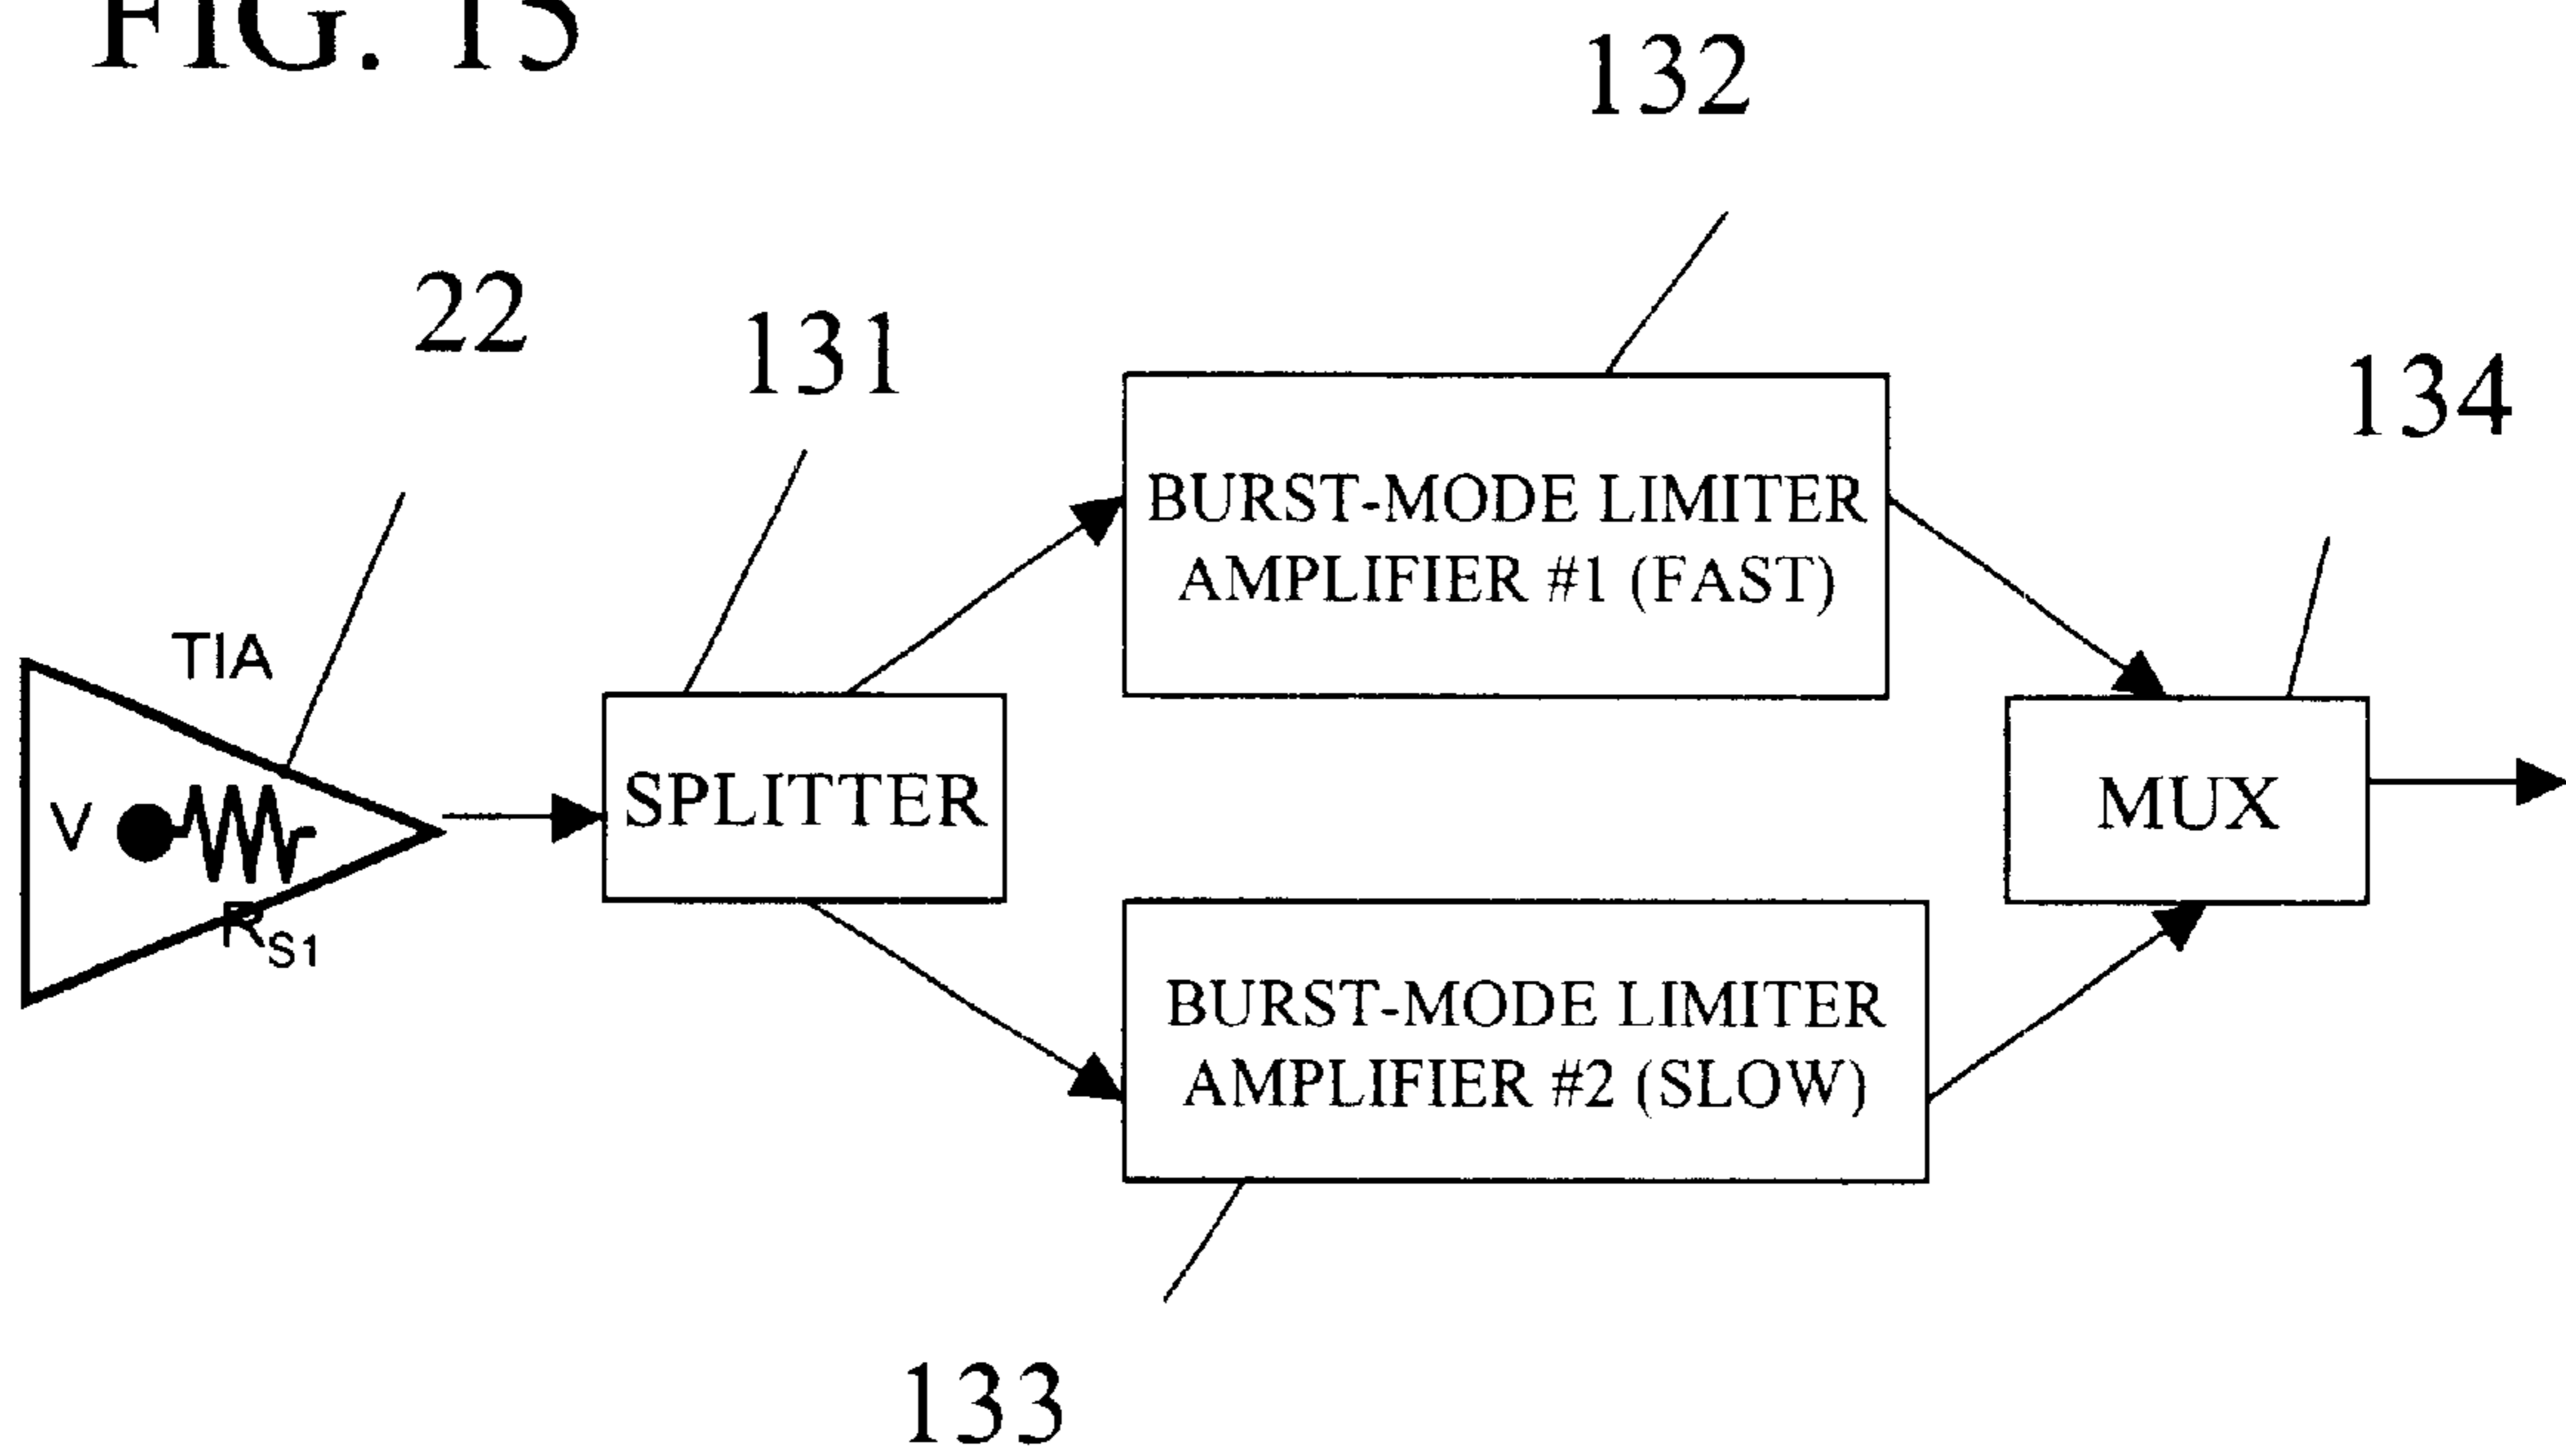 FIG. 15
132
22
131
134
BURST-MODE LIMITER
AMPLIFIER #1 (FAST)
TIA
SPLITTER
MUX
V
RS1
BURST-MODE LIMITER
AMPLIFIER #2 (SLOW)
133